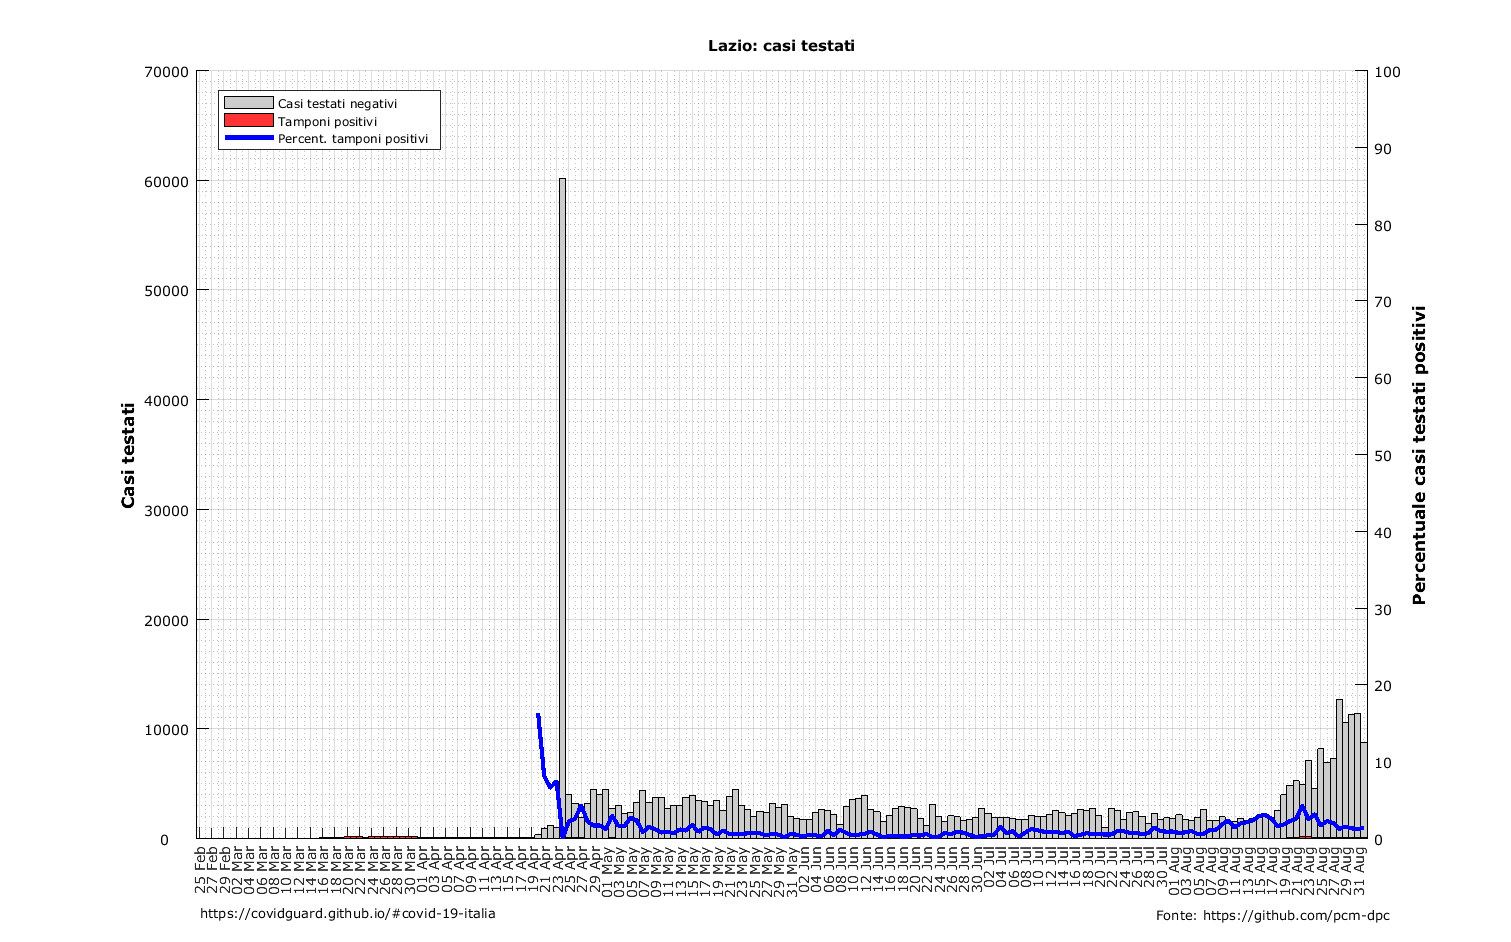 Lazio: casi testati
Casi testati negativi
Tamponi positivi
Percent. tamponi positivi
Casi testati
70000
60000
50000
40000
30000
20000
10000
0
100
90
80
70
60
50
40
30
20
10
0
Percentuale casi testati positivi
25 Feb
27 Feb
29 Feb
02 Mar
04 Mar
06 Mar
08 Mar
10 Mar
12 Mar
14 Mar
16 Mar
18 Mar
20 Mar
22 Mar
24 Mar
26 Mar
28 Mar
30 Mar
01 Apr
03 Apr
05 Apr
07 Apr
09 Apr
11 Apr
13 Apr
15 Apr
17 Apr
19 Apr
21 Apr
23 Apr
25 Apr
27 Apr
29 Apr
01 May
03 May
05 May
07 May
09 May
11 May
13 May
15 May
17 May
19 May
21 May
23 May
25 May
27 May
29 May
31 May
02 Jun
04 Jun
06 Jun
08 Jun
10 Jun
12 Jun
14 Jun
16 Jun
18 Jun
20 Jun
22 Jun
24 Jun
26 Jun
28 Jun
30 Jun
02 Jul
04 Jul
06 Jul
08 Jul
10 Jul
12 Jul
14 Jul
16 Jul
18 Jul
20 Jul
22 Jul
24 Jul
26 Jul
28 Jul
30 Jul
01 Aug
03 Aug
05 Aug
07 Aug
09 Aug
11 Aug
13 Aug
15 Aug
17 Aug
19 Aug
21 Aug
23 Aug
25 Aug
27 Aug
29 Aug
31 Aug
https://covidguard.github.io/#covid-19-italia
Fonte: https://github.com/pcm-dpc